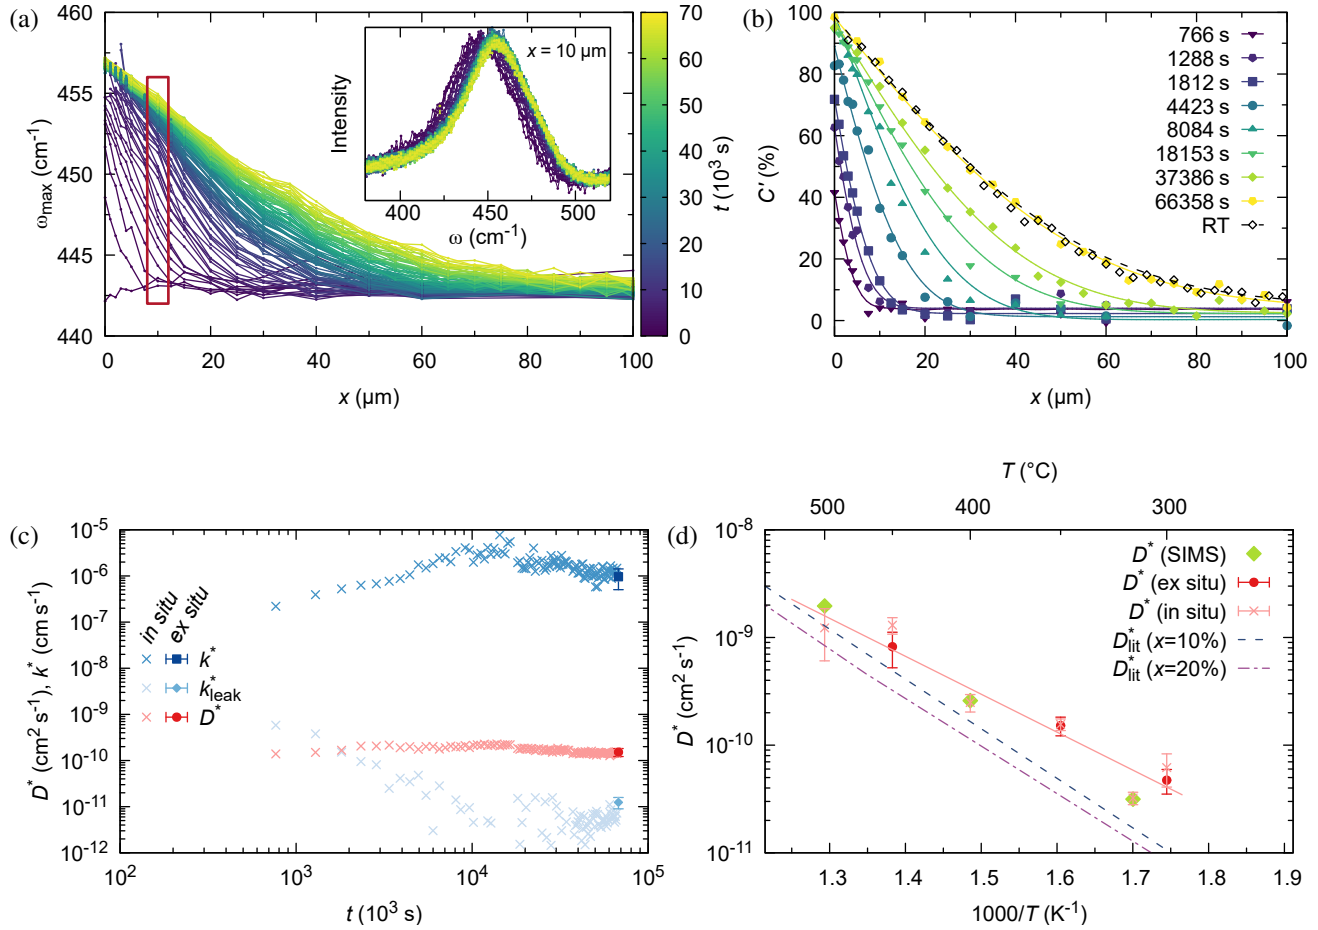 (a)
460
455
450
445
440
ω_max (cm⁻¹)
0
20
40
60
80
100
x (μm)
x = 10 μm
Intensity
400
450
500
ω (cm⁻¹)
70
60
50
40
30
20
10
0
t (10³ s)
(b)
100
80
60
40
20
0
C' (%)
0
20
40
60
80
100
x (μm)
766 s
1288 s
1812 s
4423 s
8084 s
18153 s
37386 s
66358 s
RT
(c)
10⁻⁵
10⁻⁶
10⁻⁷
10⁻⁸
10⁻⁹
10⁻¹⁰
10⁻¹¹
10⁻¹²
D* (cm² s⁻¹), k* (cm s⁻¹)
in situ
ex situ
k*
k*_leak
D*
10²
10³
10⁴
10⁵
t (10³ s)
T (°C)
500
400
300
(d)
10⁻⁸
10⁻⁹
10⁻¹⁰
10⁻¹¹
D* (cm² s⁻¹)
D* (SIMS)
D* (ex situ)
D* (in situ)
D*_lit (x=10%)
D*_lit (x=20%)
1.3
1.4
1.5
1.6
1.7
1.8
1.9
1000/T (K⁻¹)